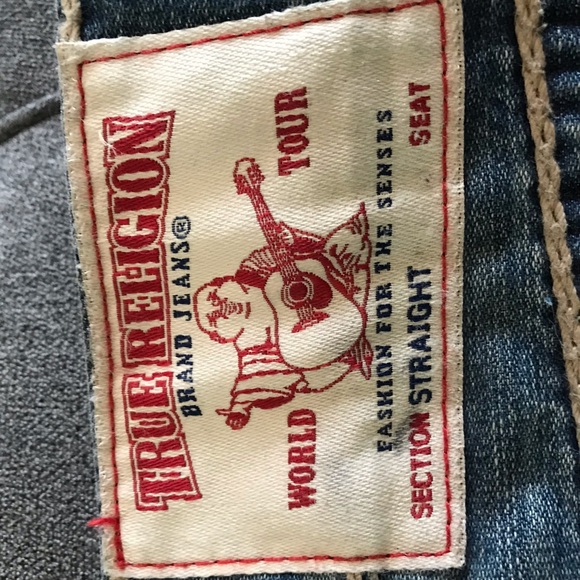 TRUE RELIGION
BRAND JEANS®
WORLD TOUR
FASHION FOR THE SENSES
SECTION STRAIGHT SEAT